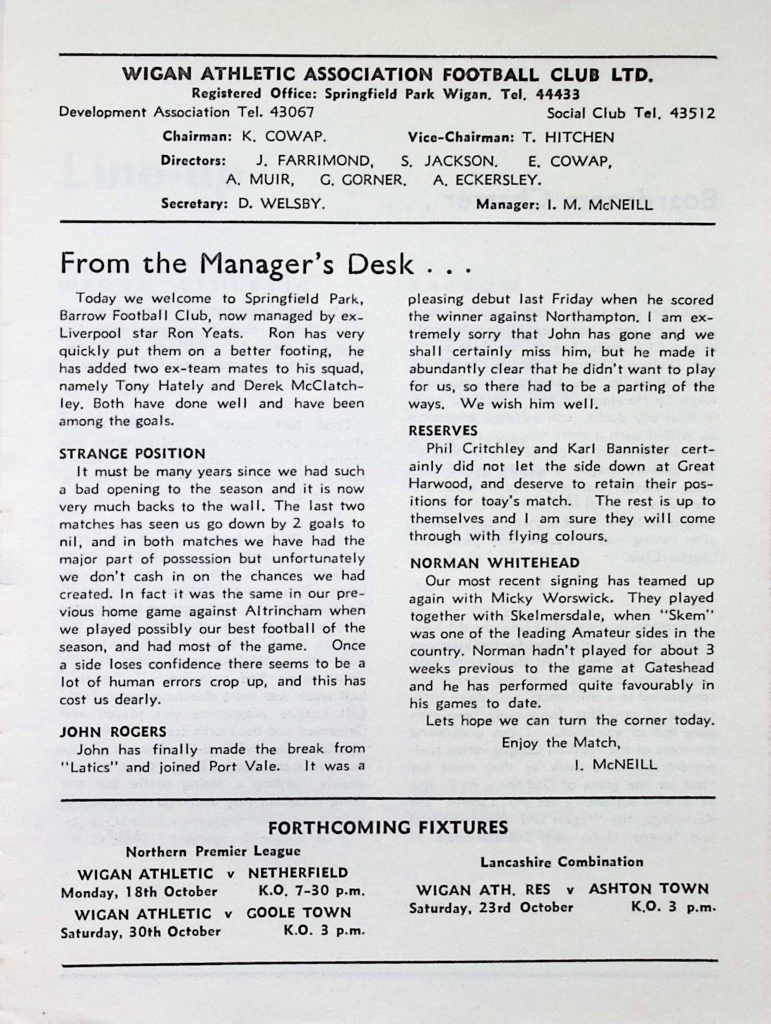 WIGAN ATHLETIC ASSOCIATION FOOTBALL CLUB LTD.
Registered Office: Springfield Park Wigan. Tel. 44433
Development Association Tel. 43067 Social Club Tel. 43512
Chairman: K. COWAP. Vice-Chairman: T. HITCHEN
Directors: J. FARRIMOND, S. JACKSON. E. COWAP,
A. MUIR, G. GORNER. A. ECKERSLEY.
Secretary: D. WELSBY. Manager: I. M. McNEILL
From the Manager's Desk . . .
Today we welcome to Springfield Park,
Barrow Football Club, now managed by ex-
Liverpool star Ron Yeats. Ron has very
quickly put them on a better footing, he
has added two ex-team mates to his squad,
namely Tony Hately and Derek McClatch-
ley. Both have done well and have been
among the goals.
STRANGE POSITION
It must be many years since we had such
a bad opening to the season and it is now
very much backs to the wall. The last two
matches has seen us go down by 2 goals to
nil, and in both matches we have had the
major part of possession but unfortunately
we don't cash in on the chances we had
created. In fact it was the same in our pre-
vious home game against Altrincham when
we played possibly our best football of the
season, and had most of the game. Once
a side loses confidence there seems to be a
lot of human errors crop up, and this has
cost us dearly.
JOHN ROGERS
John has finally made the break from
"Latics" and joined Port Vale. It was a
pleasing debut last Friday when he scored
the winner against Northampton. I am ex-
tremely sorry that John has gone and we
shall certainly miss him, but he made it
abundantly clear that he didn't want to play
for us, so there had to be a parting of the
ways. We wish him well.
RESERVES
Phil Critchley and Karl Bannister cert-
ainly did not let the side down at Great
Harwood, and deserve to retain their pos-
itions for toay's match. The rest is up to
themselves and I am sure they will come
through with flying colours.
NORMAN WHITEHEAD
Our most recent signing has teamed up
again with Micky Worswick. They played
together with Skelmersdale, when "Skem"
was one of the leading Amateur sides in the
country. Norman hadn't played for about 3
weeks previous to the game at Gateshead
and he has performed quite favourably in
his games to date.
Lets hope we can turn the corner today.
Enjoy the Match,
I. McNEILL
FORTHCOMING FIXTURES
Northern Premier League
WIGAN ATHLETIC v NETHERFIELD
Monday, 18th October K.O. 7-30 p.m.
WIGAN ATHLETIC v GOOLE TOWN
Saturday, 30th October K.O. 3 p.m.
Lancashire Combination
WIGAN ATH. RES v ASHTON TOWN
Saturday, 23rd October K.O. 3 p.m.